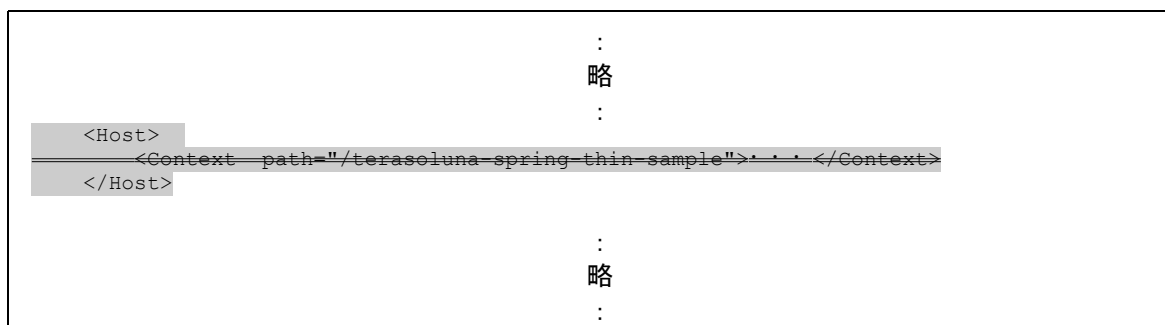 :
略
:
<Host>
<Context path="/terasoluna-spring-thin-sample">・・・</Context>
</Host>
:
略
: